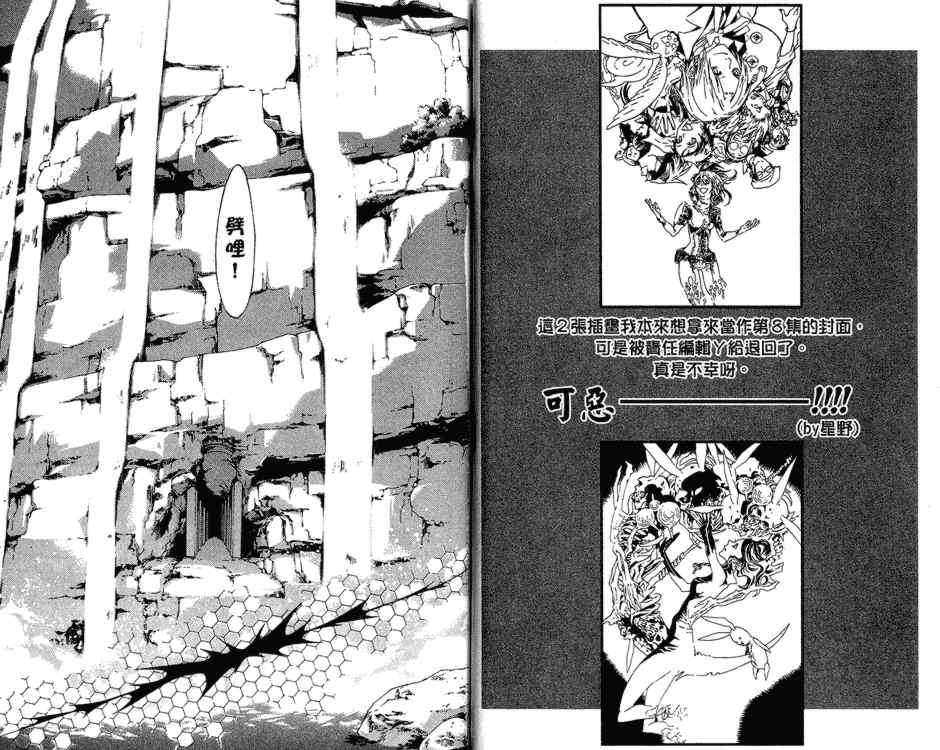 這2張插畫我本來想拿來當作第8集的封面，
可是被責任編輯Y給退回了。
真是不幸呀。
可惡————!!!!
(by星野)
劈哩！